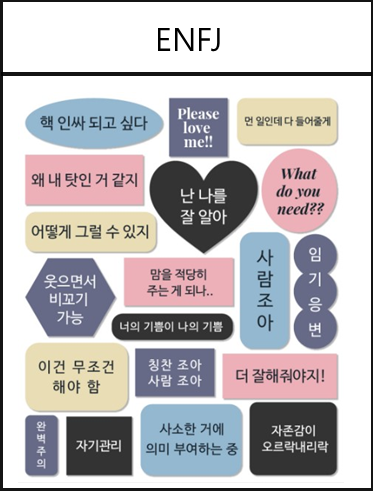 ENFJ
핵 인싸 되고 싶다
Please
love
me!!
먼 일인데 다 들어줄게
왜 내 탓인 거 같지
난 나를
잘 알아
What
do you
need??
어떻게 그럴 수 있지
사
람
조
아
임
기
응
변
웃으면서
비꼬기
가능
맘을 적당히
주는 게 되나..
너의 기쁨이 나의 기쁨
이건 무조건
해야 함
칭찬 조아
사람 조아
더 잘해줘야지!
완
벽
주
의
자기관리
사소한 거에
의미 부여하는 중
자존감이
오르락내리락